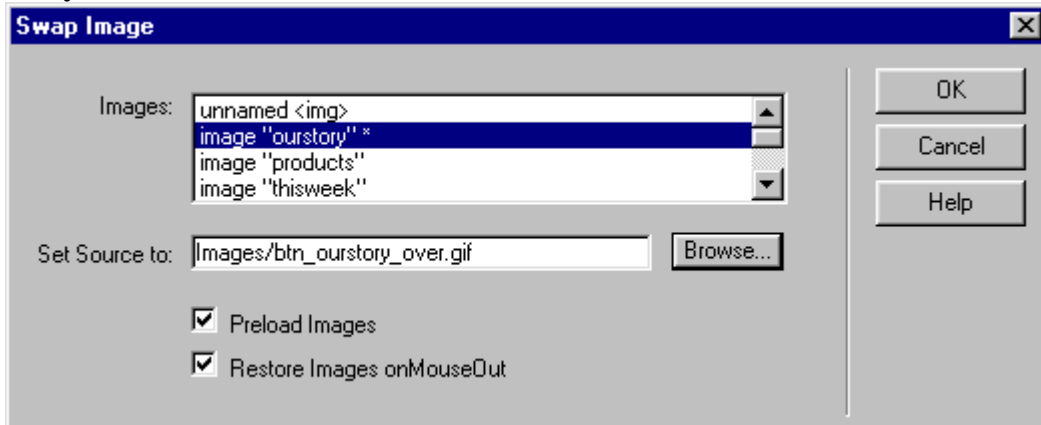 Swap Image
Images:
unnamed <img>
image "ourstory" *
image "products"
image "thisweek"
Set Source to:
Images/btn_ourstory_over.gif
Browse...
Preload Images
Restore Images onMouseOut
OK
Cancel
Help